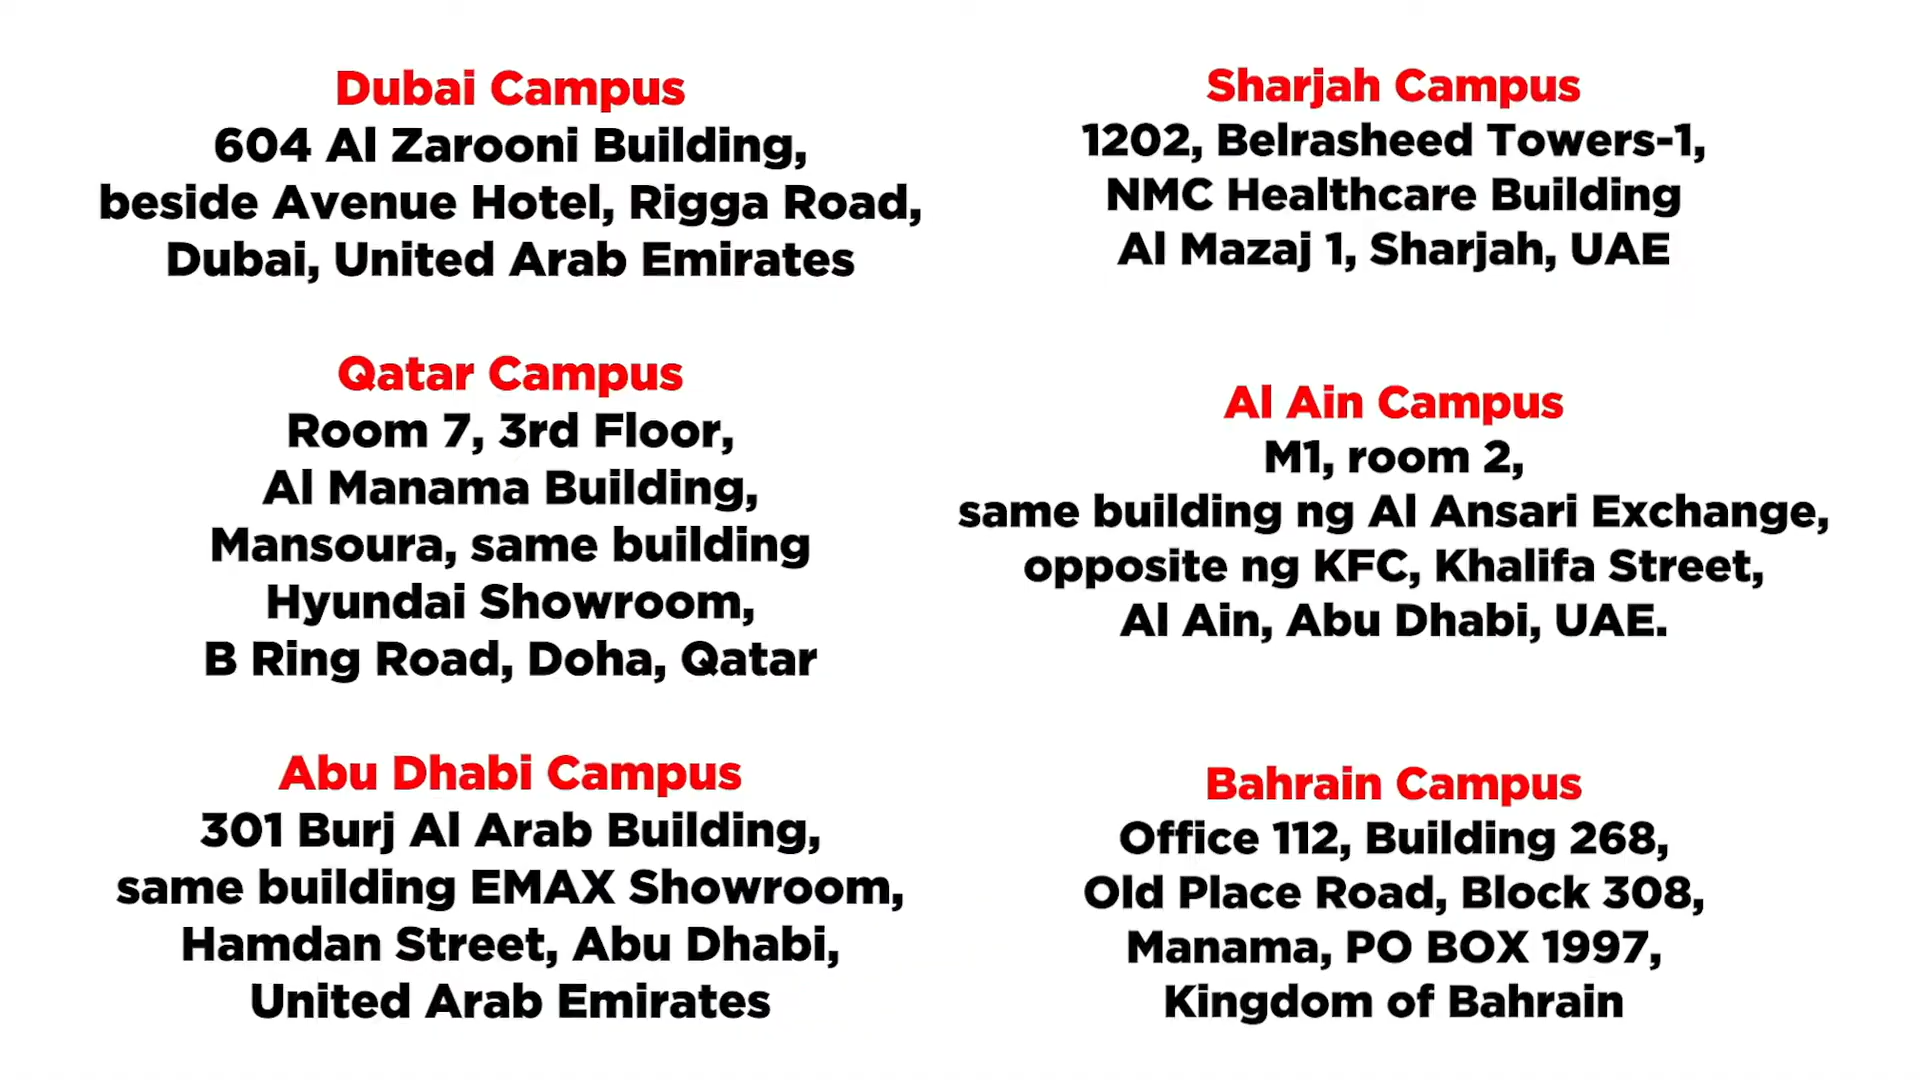 Dubai Campus
604 Al Zarooni Building,
beside Avenue Hotel, Rigga Road,
Dubai, United Arab Emirates
Qatar Campus
Room 7, 3rd Floor,
Al Manama Building,
Mansoura, same building
Hyundai Showroom,
B Ring Road, Doha, Qatar
Abu Dhabi Campus
301 Burj Al Arab Building,
same building EMAX Showroom,
Hamdan Street, Abu Dhabi,
United Arab Emirates
Sharjah Campus
1202, Belrasheed Towers-1,
NMC Healthcare Building
Al Mazaj 1, Sharjah, UAE
Al Ain Campus
M1, room 2,
same building ng Al Ansari Exchange,
opposite ng KFC, Khalifa Street,
Al Ain, Abu Dhabi, UAE.
Bahrain Campus
Office 112, Building 268,
Old Place Road, Block 308,
Manama, PO BOX 1997,
Kingdom of Bahrain